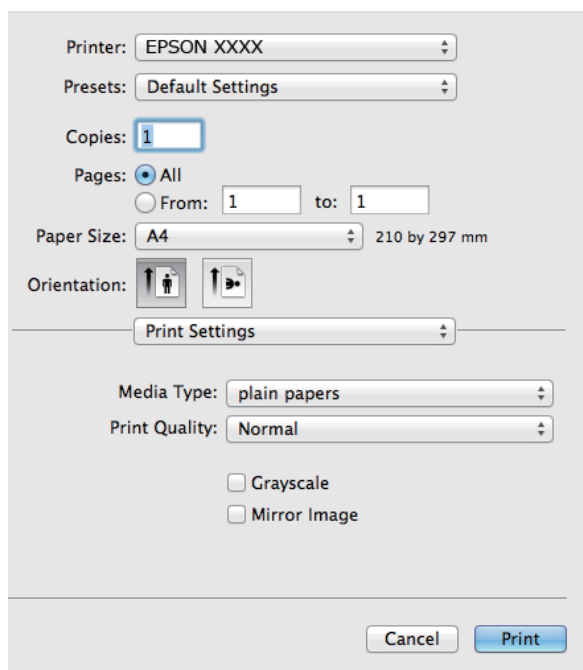 Printer: EPSON XXXX
Presets: Default Settings
Copies: 1
Pages: All
From: 1 to: 1
Paper Size: A4 210 by 297 mm
Orientation:
Print Settings
Media Type: plain papers
Print Quality: Normal
Grayscale
Mirror Image
Cancel Print